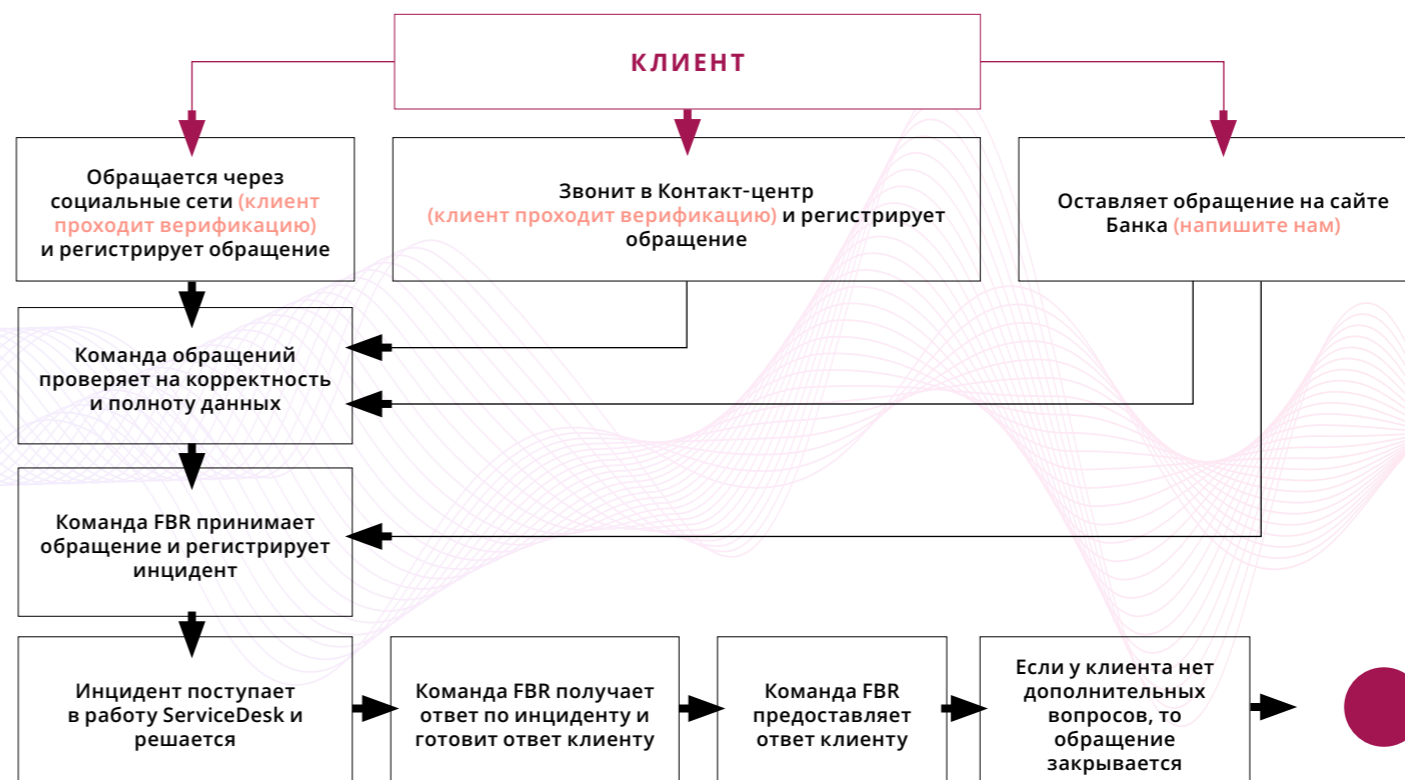 КЛИЕНТ
Обращается через
социальные сети (клиент
проходит верификацию)
и регистрирует обращение
Звонит в Контакт-центр
(клиент проходит верификацию) и регистрирует
обращение
Оставляет обращение на сайте
Банка (напишите нам)
Команда обращений
проверяет на корректность
и полноту данных
Команда FBR принимает
обращение и регистрирует
инцидент
Инцидент поступает
в работу ServiceDesk и
решается
Команда FBR получает
ответ по инциденту и
готовит ответ клиенту
Команда FBR
предоставляет
ответ клиенту
Если у клиента нет
дополнительных
вопросов, то
обращение
закрывается